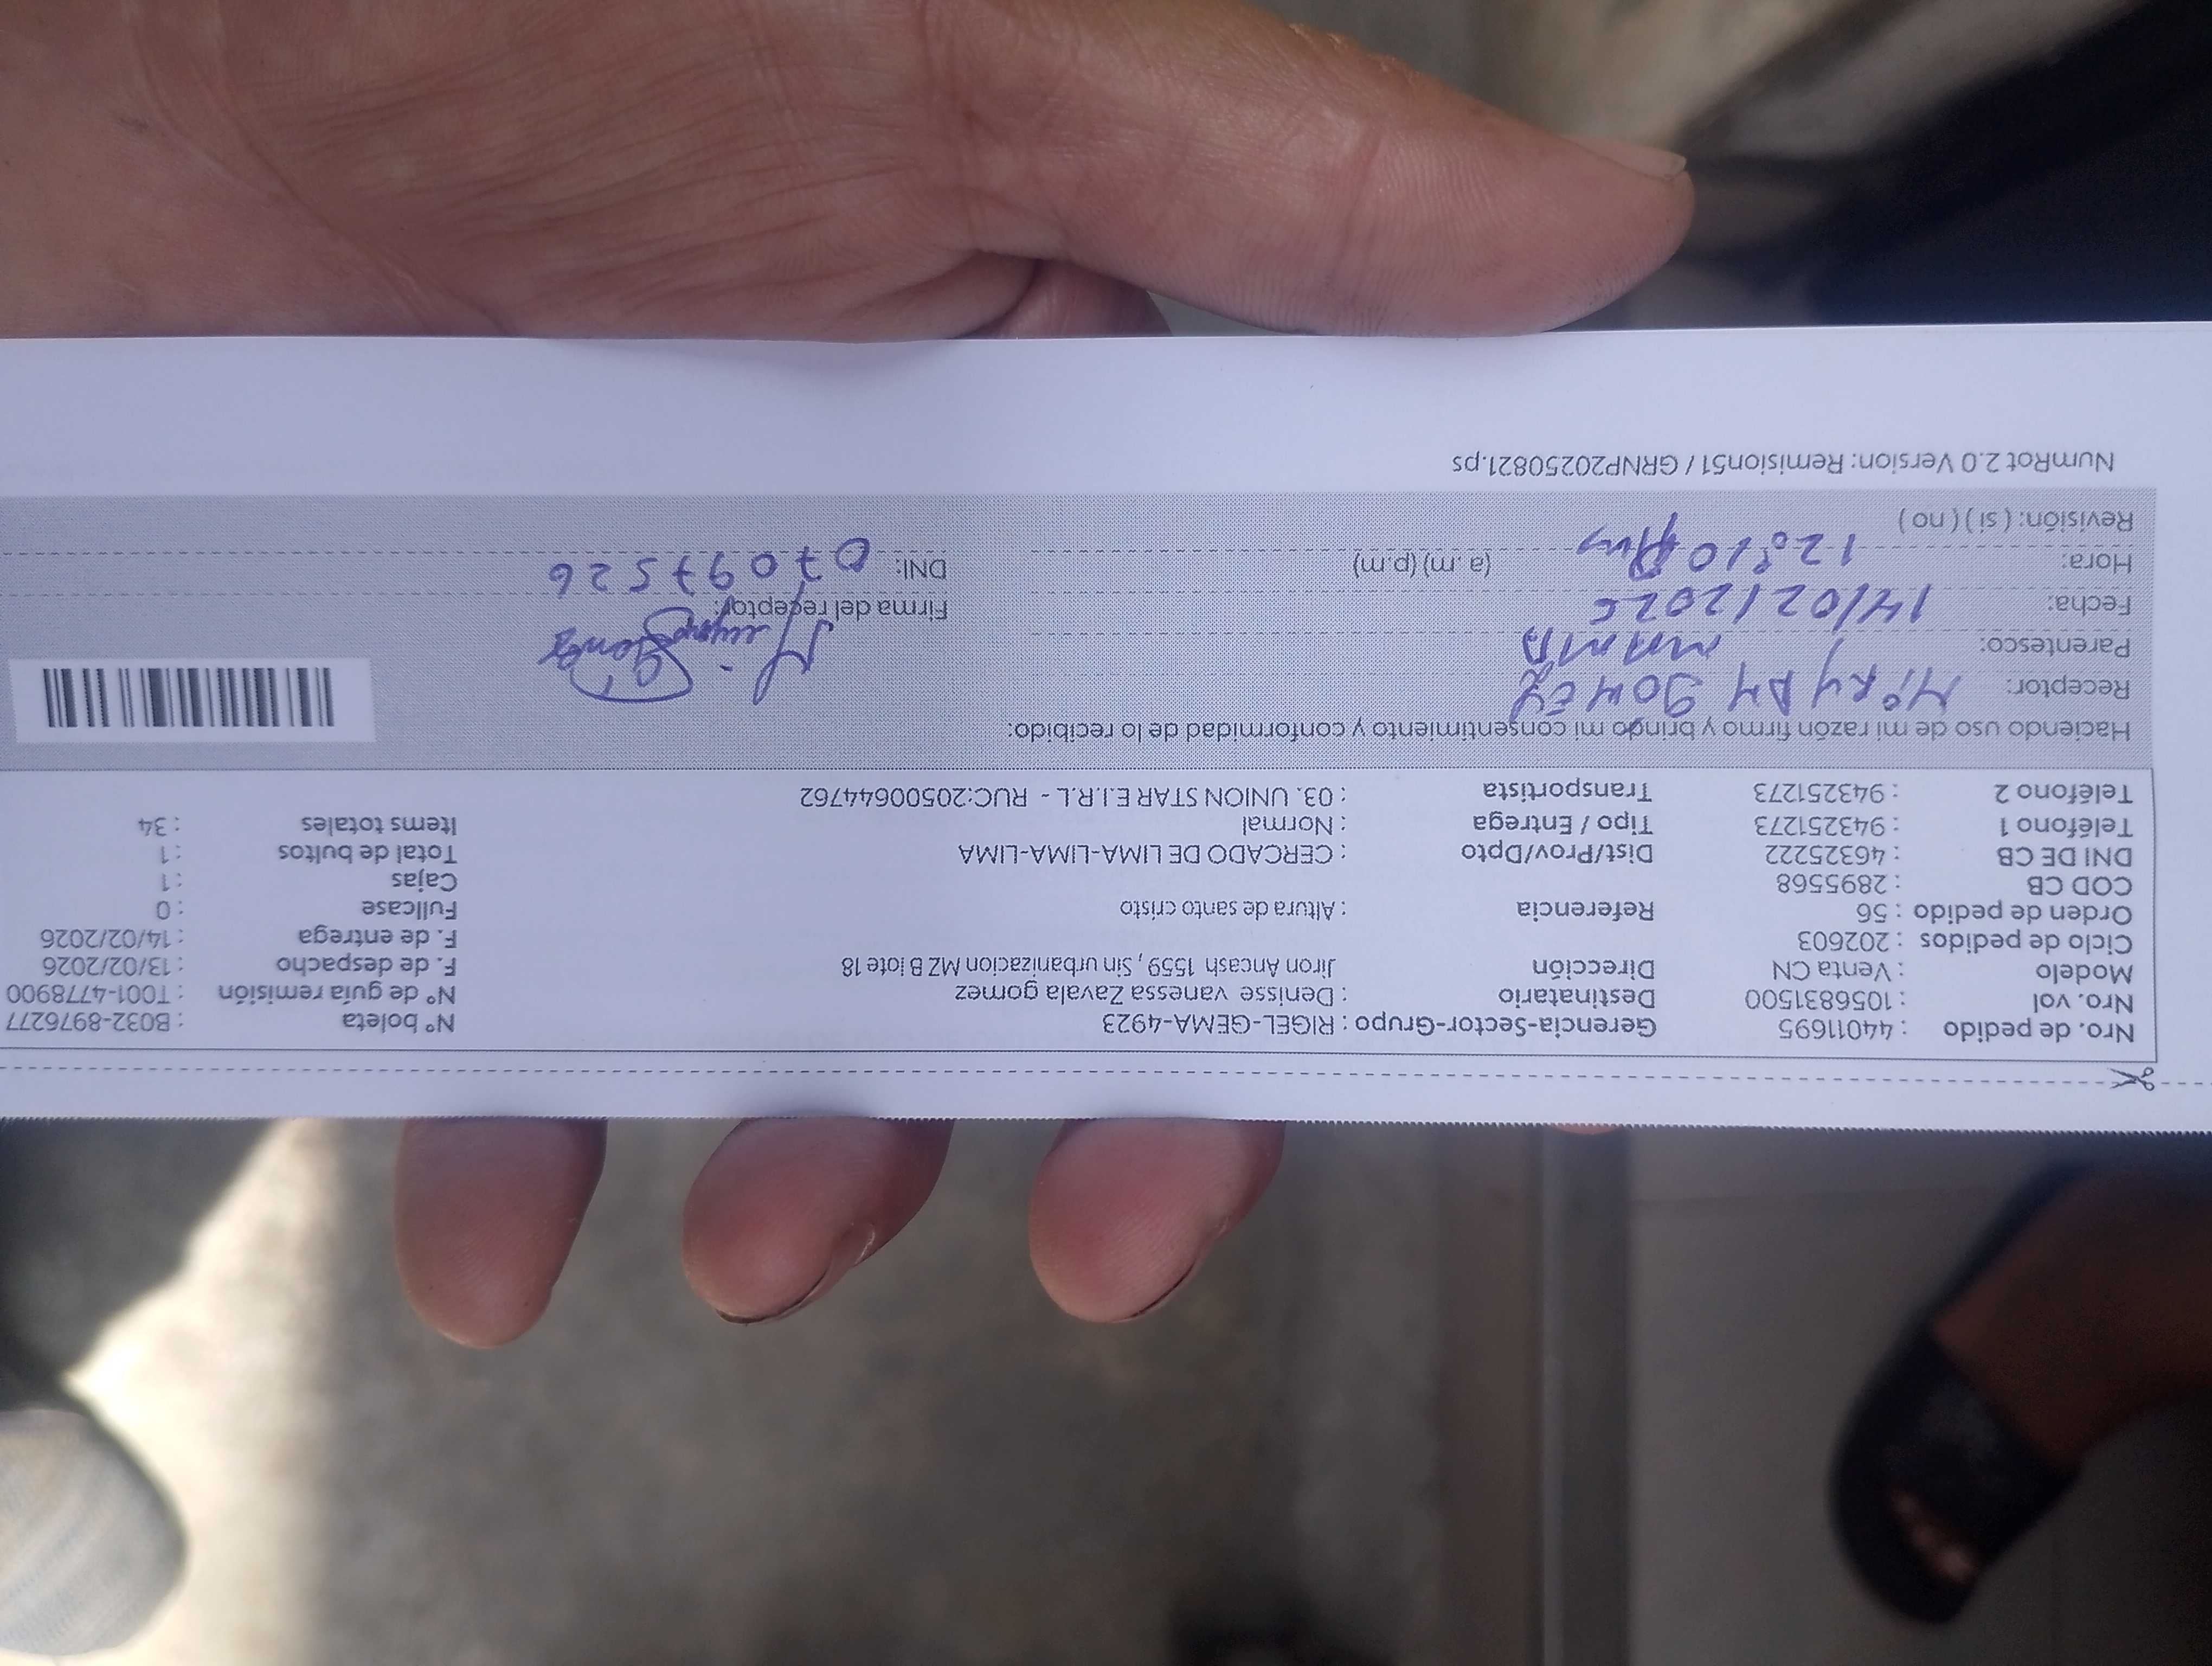 Nro. de pedido : 44011695 Gerencia-Sector-Grupo : RIGEL-GEMA-4923 N° boleta : B032-8976277
Nro. vol : 1056831500 Destinatario : Denisse vanessa Zavala gomez N° de guía remisión : T001-4778900
Modelo : Venta CN Dirección Jiron Ancash 1559, Sin urbanizacion MZ B lote 18 F. de despacho : 13/02/2026
Ciclo de pedidos : 202603 F. de entrega : 14/02/2026
Orden de pedido : 56 Referencia : Altura de santo cristo Fullcase : 0
COD CB : 2895568 Cajas : 1
DNI DE CB : 46325222 Dist/Prov/Dpto : CERCADO DE LIMA-LIMA-LIMA Total de bultos : 1
Teléfono 1 : 943251273 Tipo / Entrega : Normal Items totales : 34
Teléfono 2 : 943251273 Transportista : 03. UNION STAR E.I.R.L - RUC:20500644762
Haciendo uso de mi razón firmo y bringo mi consentimiento y conformidad de lo recibido:
Receptor: MiRyAM gomez
Parentesco: MAMA
Fecha: 14/02/2026 Firma del receptor:
Hora: 12:10 pm (a. m) (p.m) DNI: 07097526
Revisión: ( si ) ( no )
NumRot 2.0 Version: Remision51 / GRNP20250821.ps